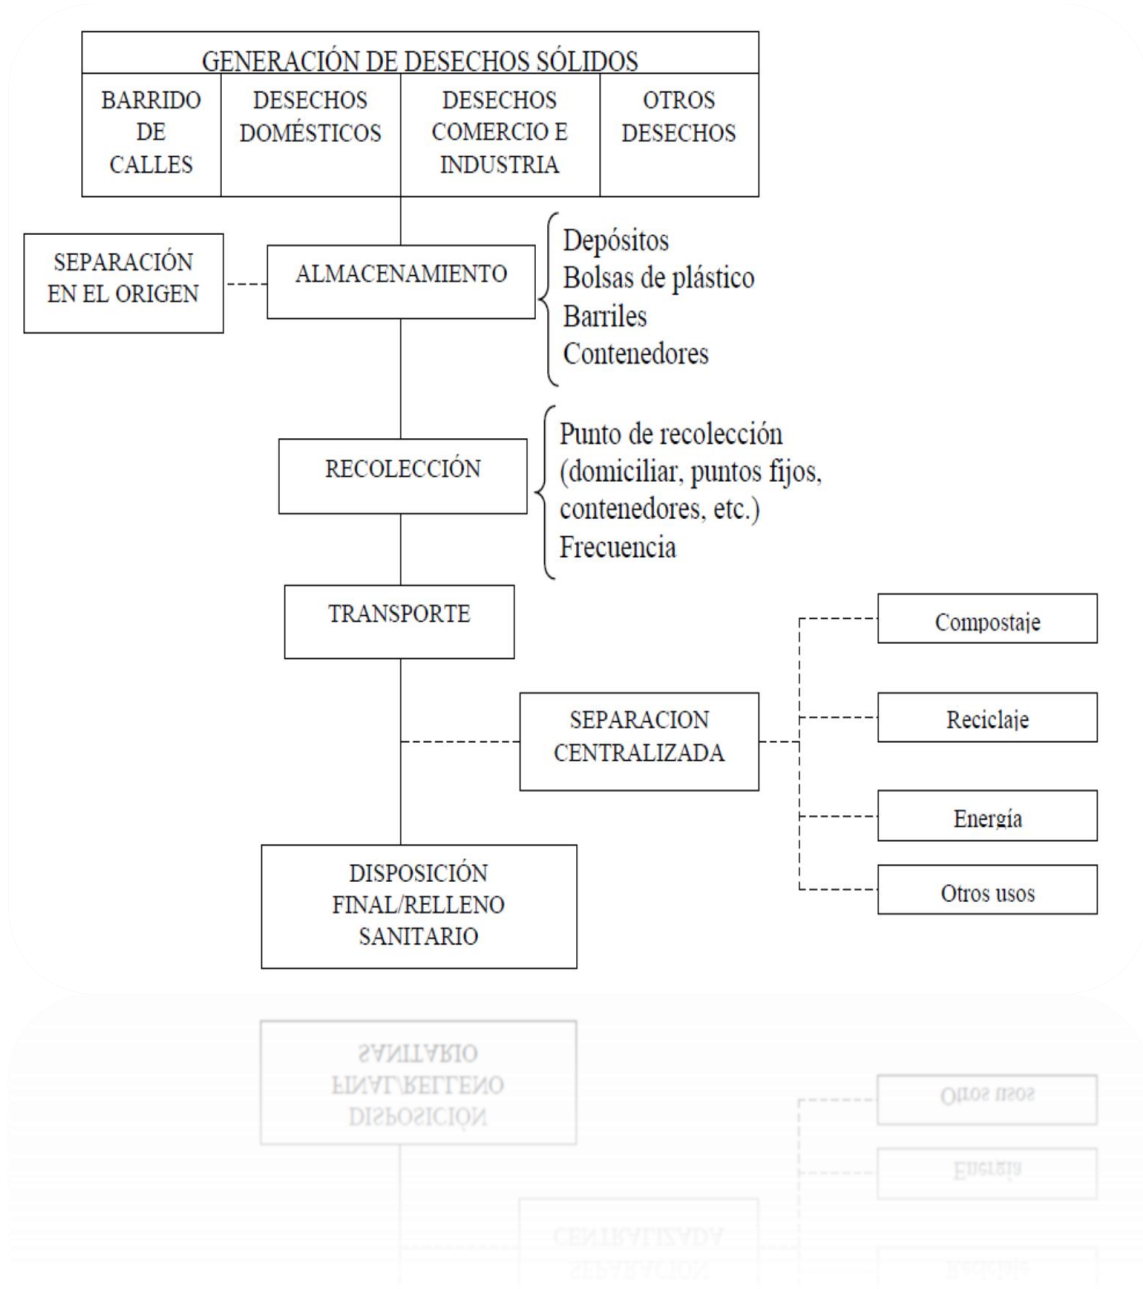 GENERACIÓN DE DESECHOS SÓLIDOS
BARRIDO
DE
CALLES
DESECHOS
DOMÉSTICOS
DESECHOS
COMERCIO E
INDUSTRIA
OTROS
DESECHOS
SEPARACIÓN
EN EL ORIGEN
ALMACENAMIENTO
Depósitos
Bolsas de plástico
Barriles
Contenedores
RECOLECCIÓN
Punto de recolección
(domiciliar, puntos fijos,
contenedores, etc.)
Frecuencia
TRANSPORTE
SEPARACION
CENTRALIZADA
Compostaje
Reciclaje
Energía
Otros usos
DISPOSICIÓN
FINAL/RELLENO
SANITARIO